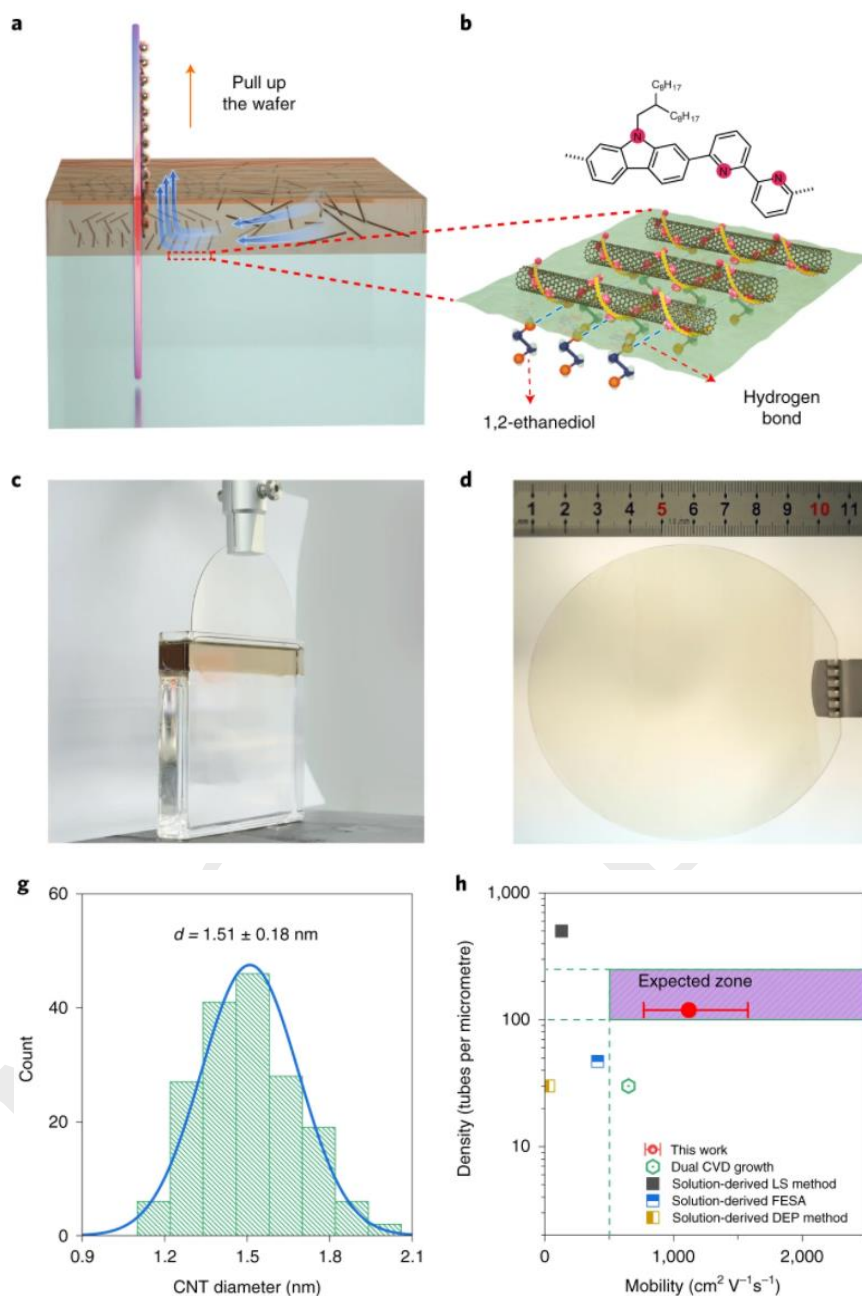 a
Pull up
the wafer
b
C₈H₁₇
C₈H₁₇
N
N
N
1,2-ethanediol
Hydrogen
bond
c
d
1 2 3 4 5 6 7 8 9 10 11
g
Count
60
40
20
0
d = 1.51 ± 0.18 nm
0.9 1.2 1.5 1.8 2.1
CNT diameter (nm)
h
Density (tubes per micrometre)
1,000
100
10
Expected zone
This work
Dual CVD growth
Solution-derived LS method
Solution-derived FESA
Solution-derived DEP method
0 1,000 2,000
Mobility (cm² V⁻¹s⁻¹)